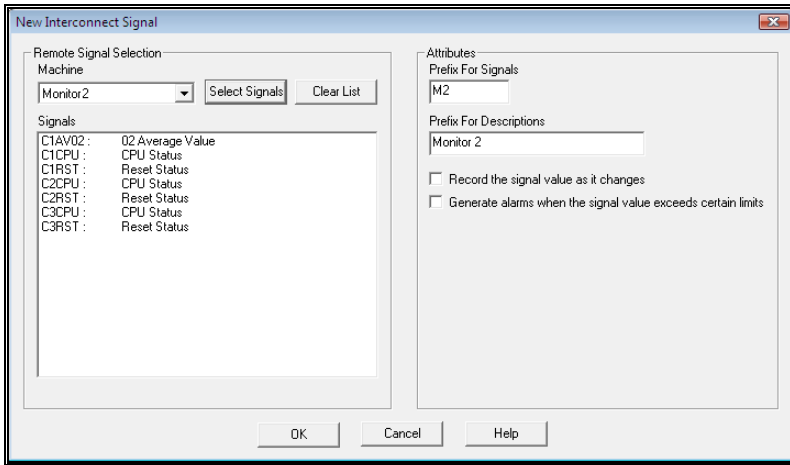 New Interconnect Signal
Remote Signal Selection
Machine
Monitor2
Select Signals
Clear List
Signals
C1AV02 : 02 Average Value
C1CPU : CPU Status
C1RST : Reset Status
C2CPU : CPU Status
C2RST : Reset Status
C3CPU : CPU Status
C3RST : Reset Status
Attributes
Prefix For Signals
M2
Prefix For Descriptions
Monitor 2
Record the signal value as it changes
Generate alarms when the signal value exceeds certain limits
OK
Cancel
Help